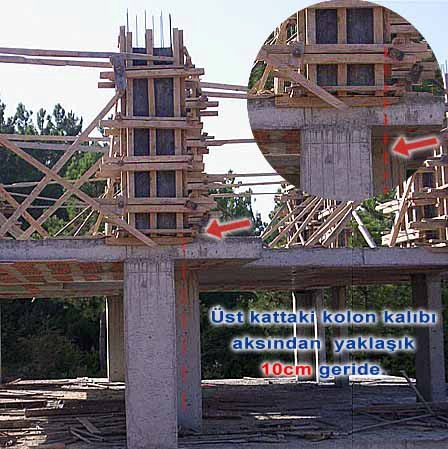 Üst kattaki kolon kalıbı
aksından yaklaşık
10cm geride.